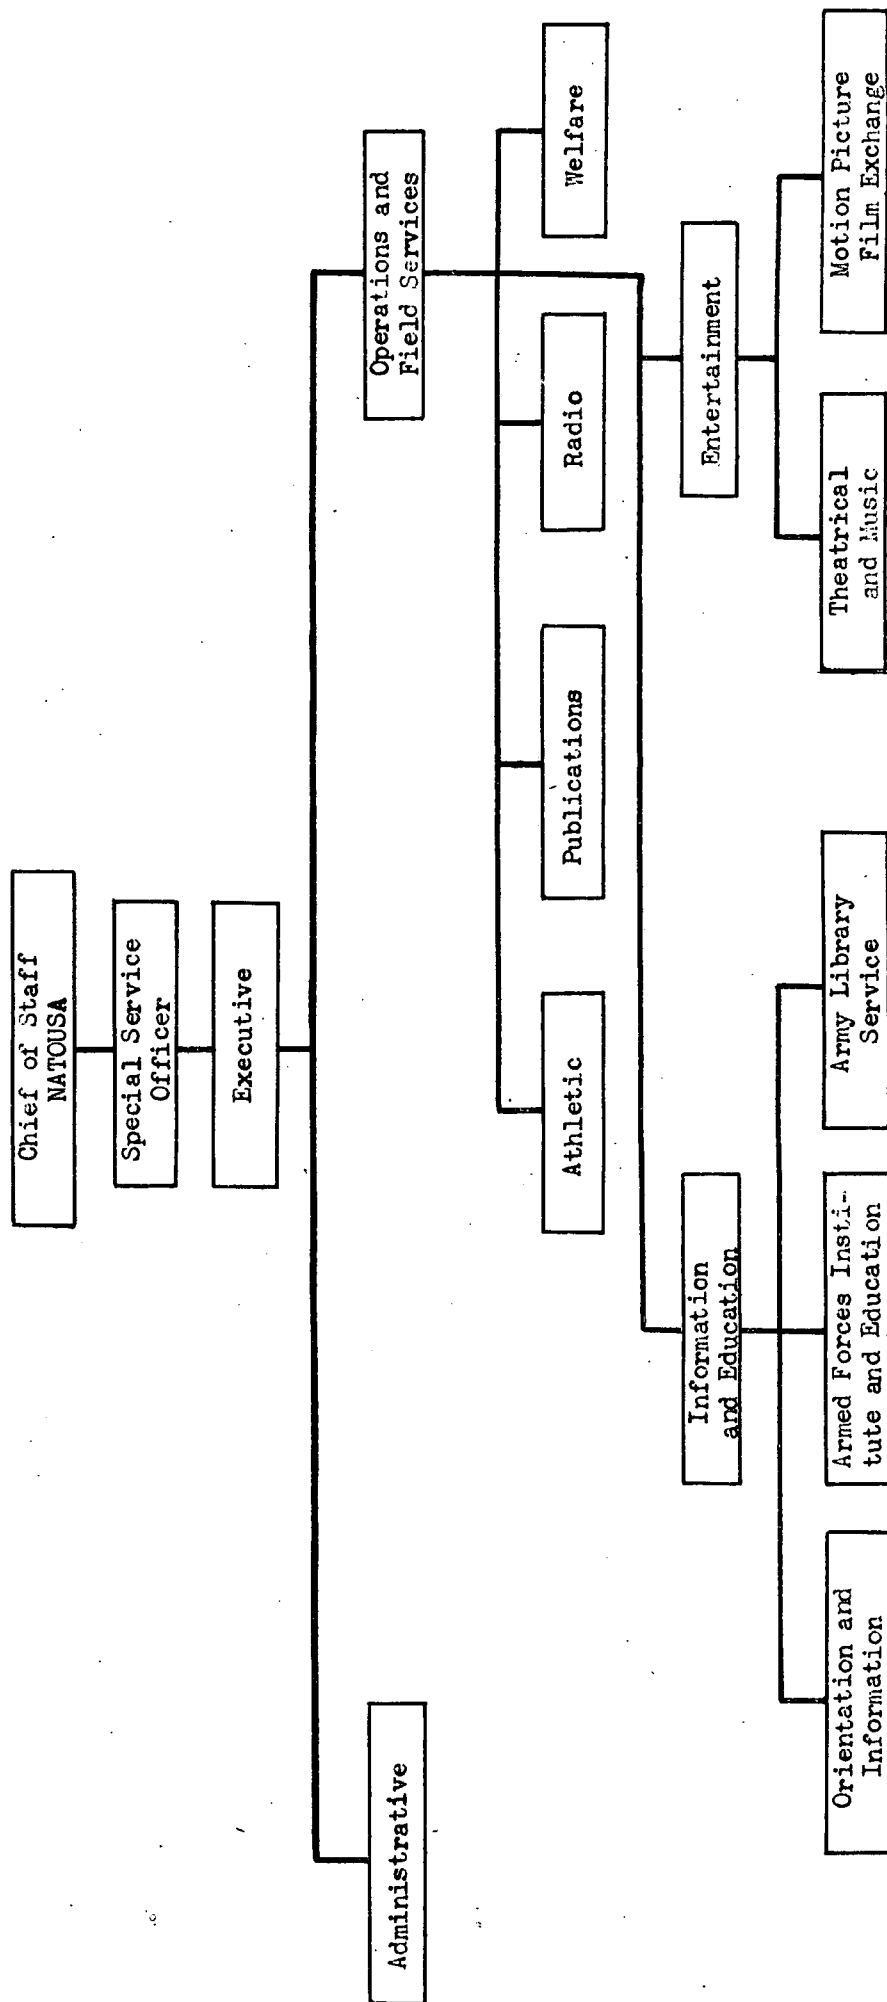 Chief of Staff
NATOUSA
Special Service
Officer
Executive
Administrative
Operations and
Field Services
Athletic
Publications
Radio
Welfare
Information
and Education
Entertainment
Orientation and
Information
Armed Forces Insti-
tute and Education
Army Library
Service
Theatrical
and Music
Motion Picture
Film Exchange